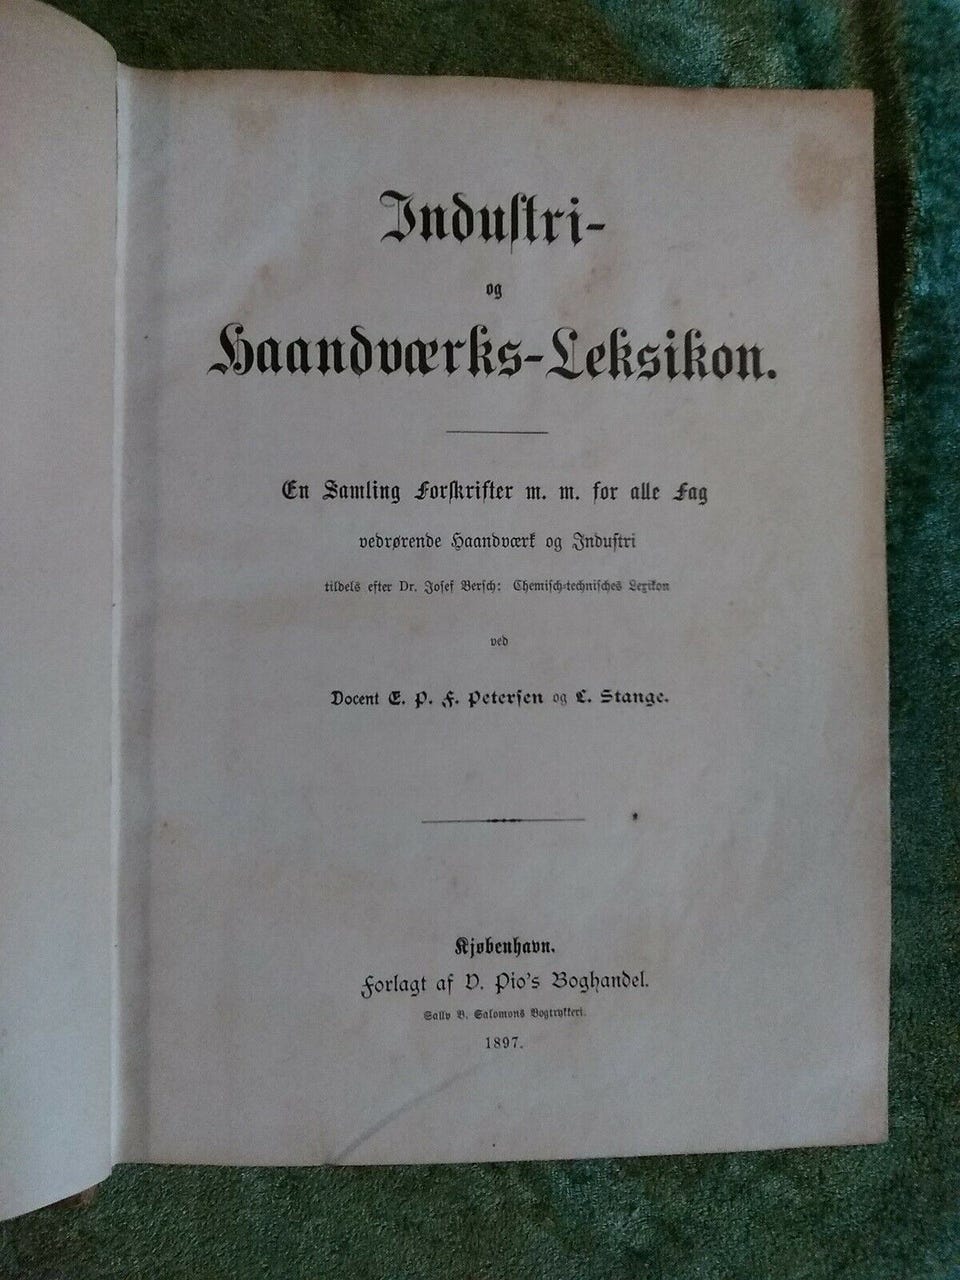 Industri-
og
Haandværks-Leksikon.
En Samling Forskrifter m. m. for alle Fag
vedrørende Haandværk og Industri
tildels efter Dr. Josef Bersch: Chemisch-technisches Lexikon
ved
Docent E. P. F. Petersen og L. Stange.
Kjøbenhavn.
Forlagt af V. Pio's Boghandel.
Sally B. Salomons Bogtrykkeri.
1897.